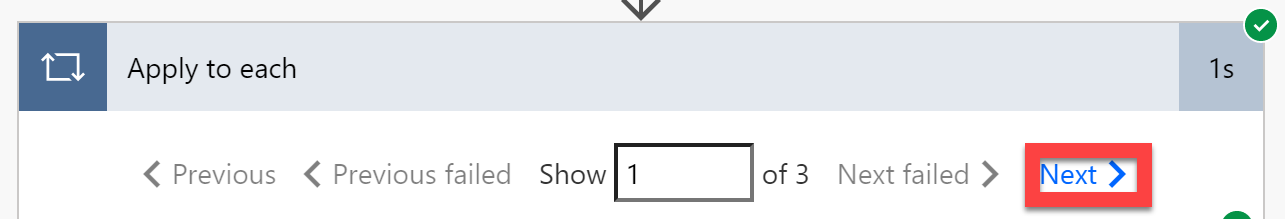 Apply to each 1s
Previous Previous failed Show 1 of 3 Next failed Next